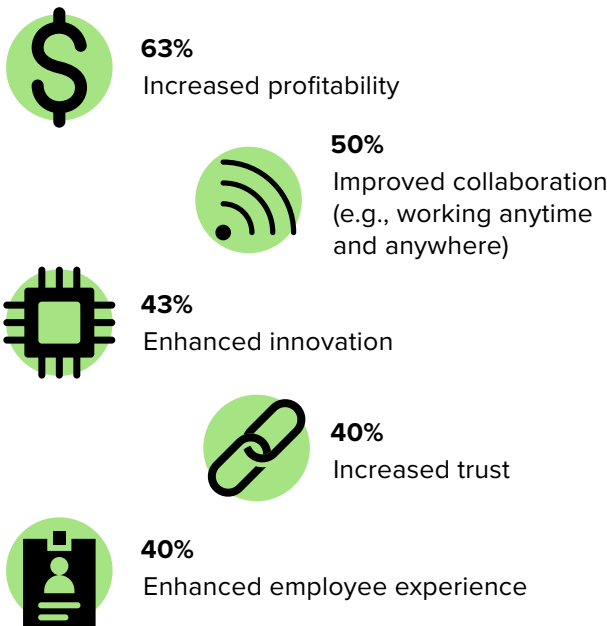 63%
Increased profitability
50%
Improved collaboration
(e.g., working anytime
and anywhere)
43%
Enhanced innovation
40%
Increased trust
40%
Enhanced employee experience